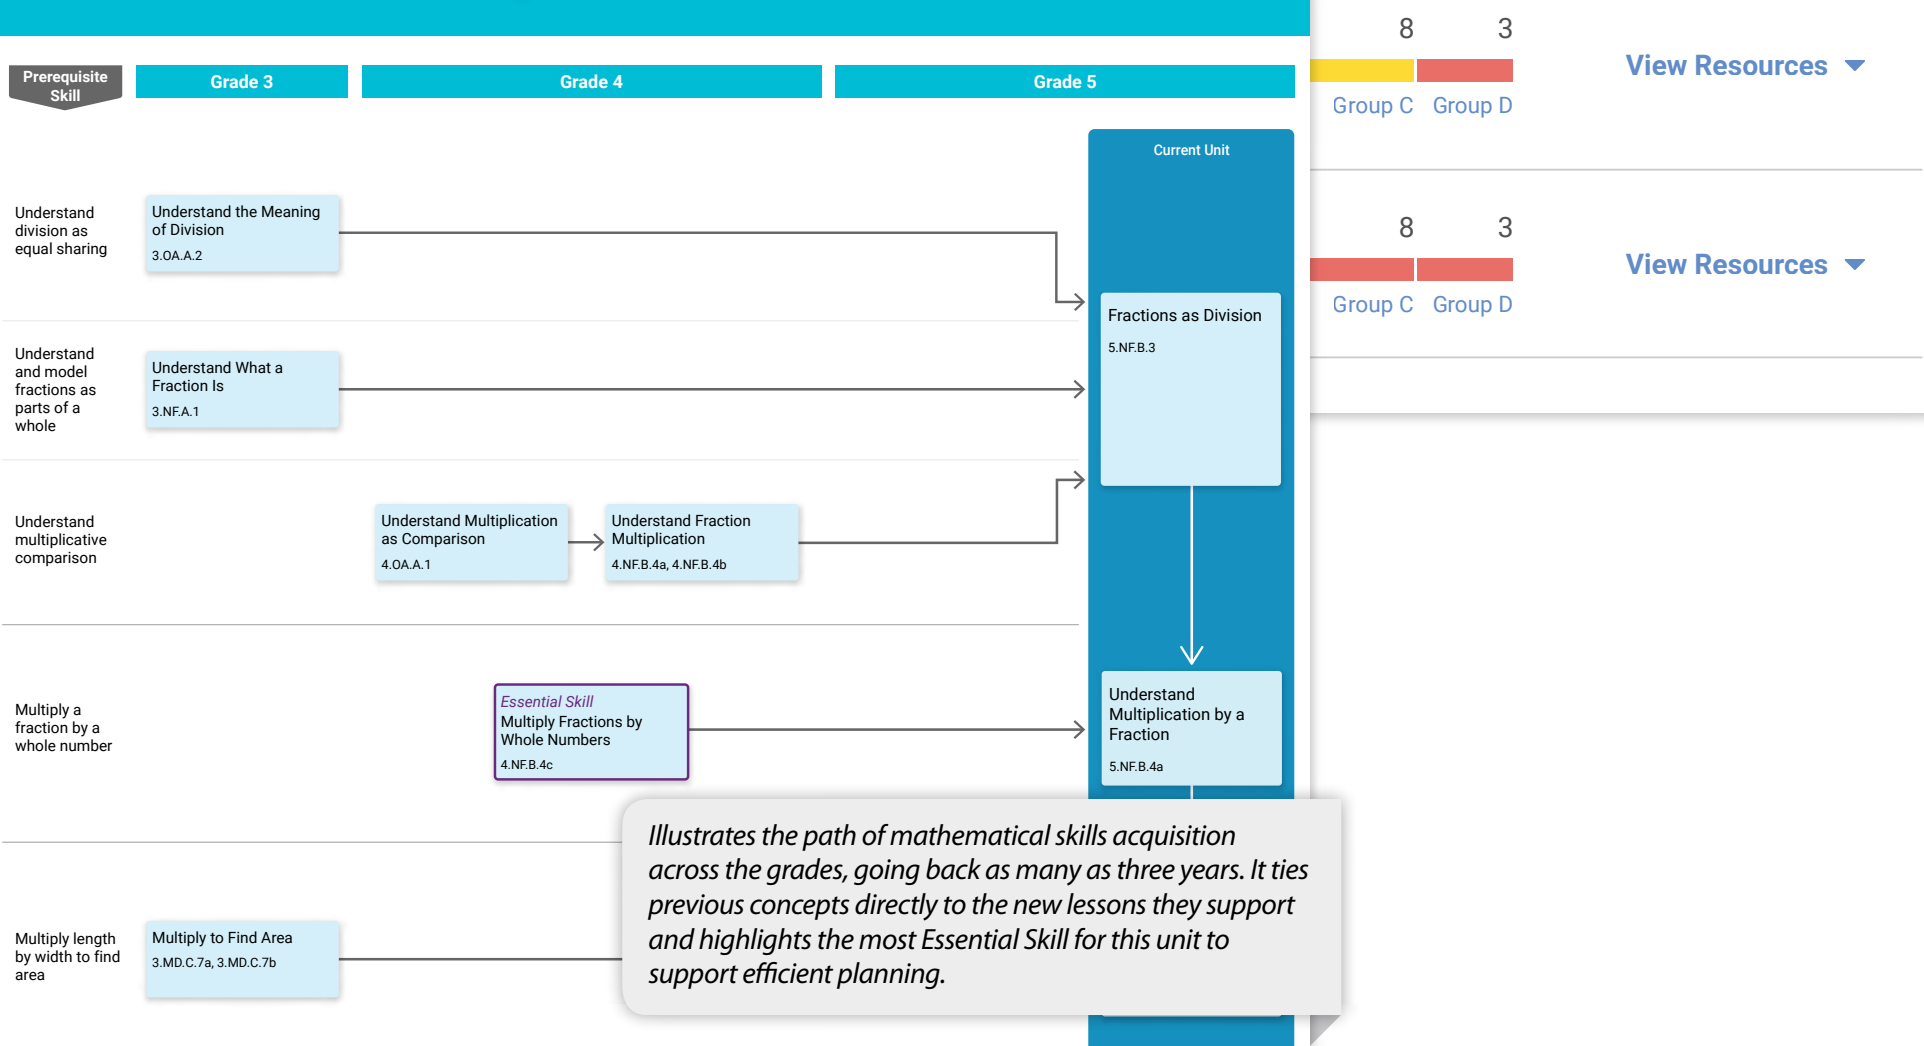 Prerequisite
Skill
Grade 3
Grade 4
Grade 5
Current Unit
Understand
division as
equal sharing
Understand the Meaning
of Division
3.OA.A.2
Fractions as Division
5.NF.B.3
Understand
and model
fractions as
parts of a
whole
Understand What a
Fraction Is
3.NF.A.1
Understand
multiplicative
comparison
Understand Multiplication
as Comparison
4.OA.A.1
Understand Fraction
Multiplication
4.NF.B.4a, 4.NF.B.4b
Multiply a
fraction by a
whole number
Essential Skill
Multiply Fractions by
Whole Numbers
4.NF.B.4c
Understand
Multiplication by a
Fraction
5.NF.B.4a
Multiply length
by width to find
area
Multiply to Find Area
3.MD.C.7a, 3.MD.C.7b
Illustrates the path of mathematical skills acquisition
across the grades, going back as many as three years. It ties
previous concepts directly to the new lessons they support
and highlights the most Essential Skill for this unit to
support efficient planning.
8 3
View Resources
Group C Group D
8 3
View Resources
Group C Group D